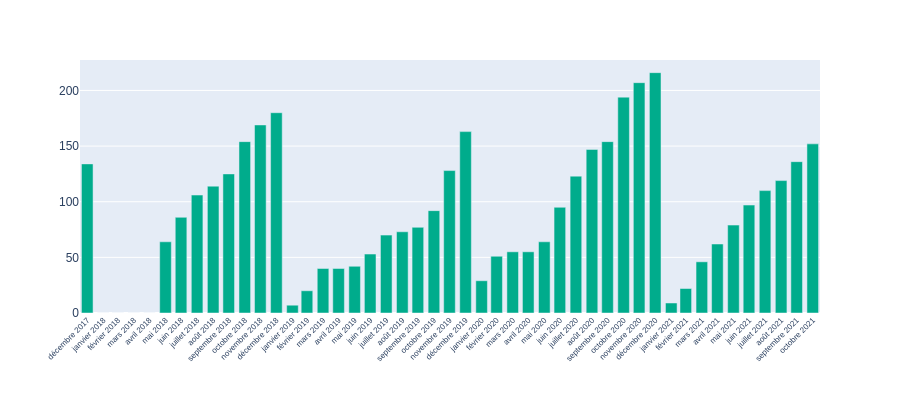 200
150
100
50
0
décembre 2017
janvier 2018
février 2018
mars 2018
avril 2018
mai 2018
juin 2018
juillet 2018
août 2018
septembre 2018
octobre 2018
novembre 2018
décembre 2018
janvier 2019
février 2019
mars 2019
avril 2019
mai 2019
juin 2019
juillet 2019
août 2019
septembre 2019
octobre 2019
novembre 2019
décembre 2019
janvier 2020
février 2020
mars 2020
avril 2020
mai 2020
juin 2020
juillet 2020
août 2020
septembre 2020
octobre 2020
novembre 2020
décembre 2020
janvier 2021
février 2021
mars 2021
avril 2021
mai 2021
juin 2021
juillet 2021
août 2021
septembre 2021
octobre 2021